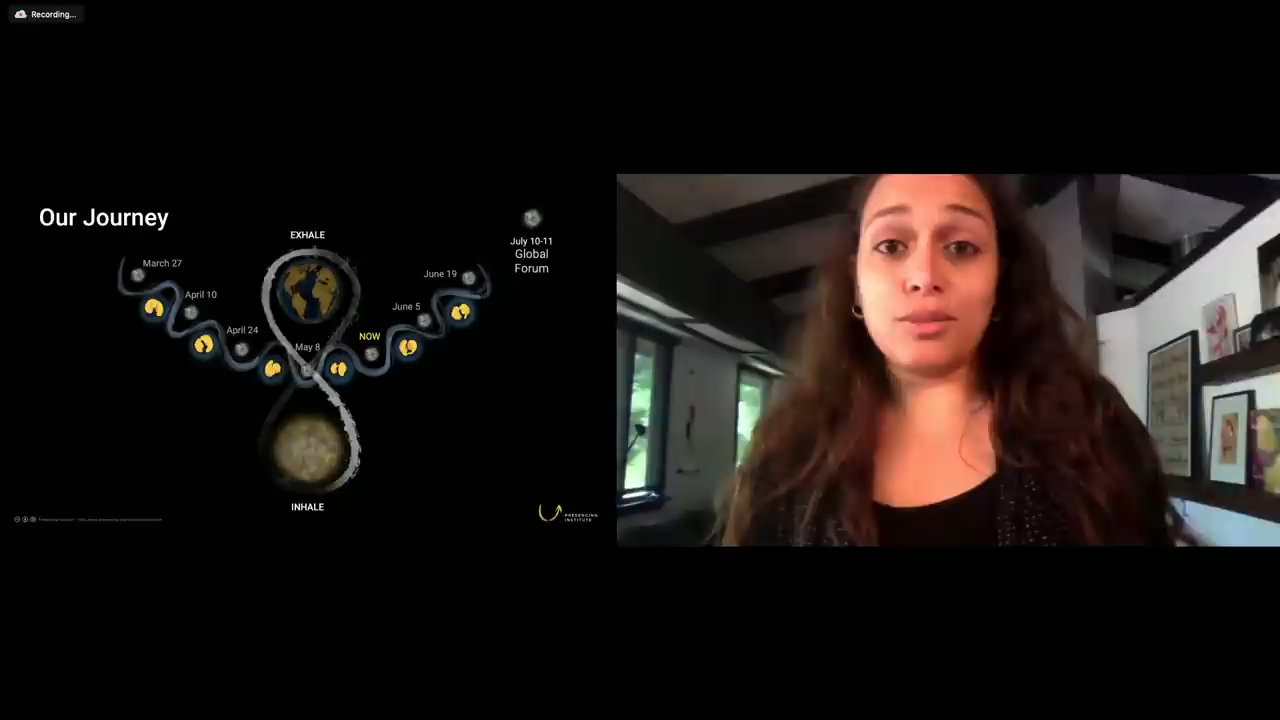 Recording...
Our Journey
EXHALE
March 27
April 10
April 24
May 8
NOW
June 5
June 19
July 10-11
Global
Forum
INHALE
PRESENCING
INSTITUTE